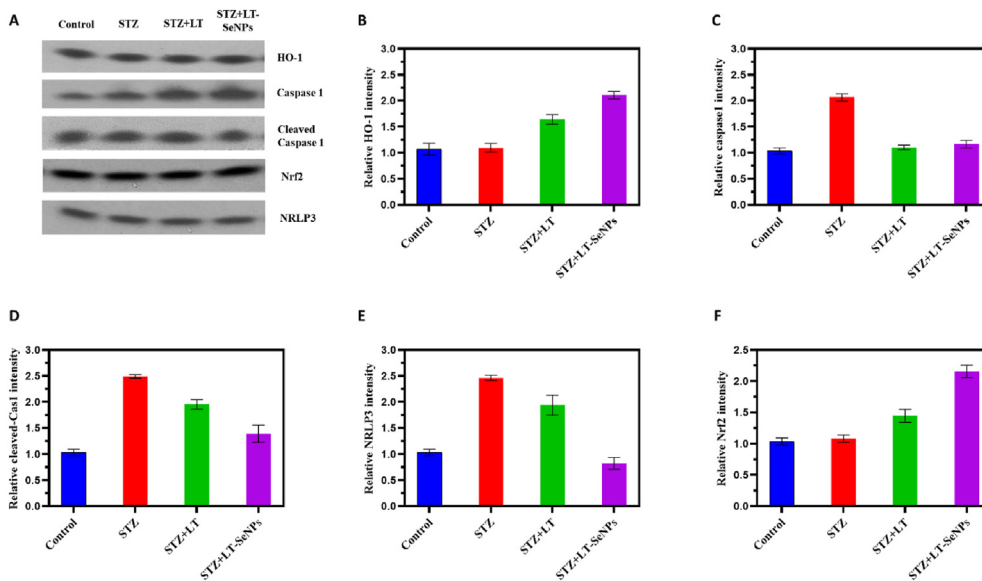 A
Control STZ STZ+LT STZ+LT-
SeNPs
HO-1
Caspase 1
Cleaved
Caspase 1
Nrf2
NRLP3
B
Relative HO-1 intensity
3.0
2.5
2.0
1.5
1.0
0.5
0.0
Control
STZ
STZ+LT
STZ+LT-SeNPs
C
Relative caspase1 intensity
3.0
2.5
2.0
1.5
1.0
0.5
0.0
Control
STZ
STZ+LT
STZ+LT-SeNPs
D
Relative cleaved-Cas1 intensity
3.0
2.5
2.0
1.5
1.0
0.5
0.0
Control
STZ
STZ+LT
STZ+LT-SeNPs
E
Relative NRLP3 intensity
3.0
2.5
2.0
1.5
1.0
0.5
0.0
Control
STZ
STZ+LT
STZ+LT-SeNPs
F
Relative Nrf2 intensity
2.5
2.0
1.5
1.0
0.5
0.0
Control
STZ
STZ+LT
STZ+LT-SeNPs